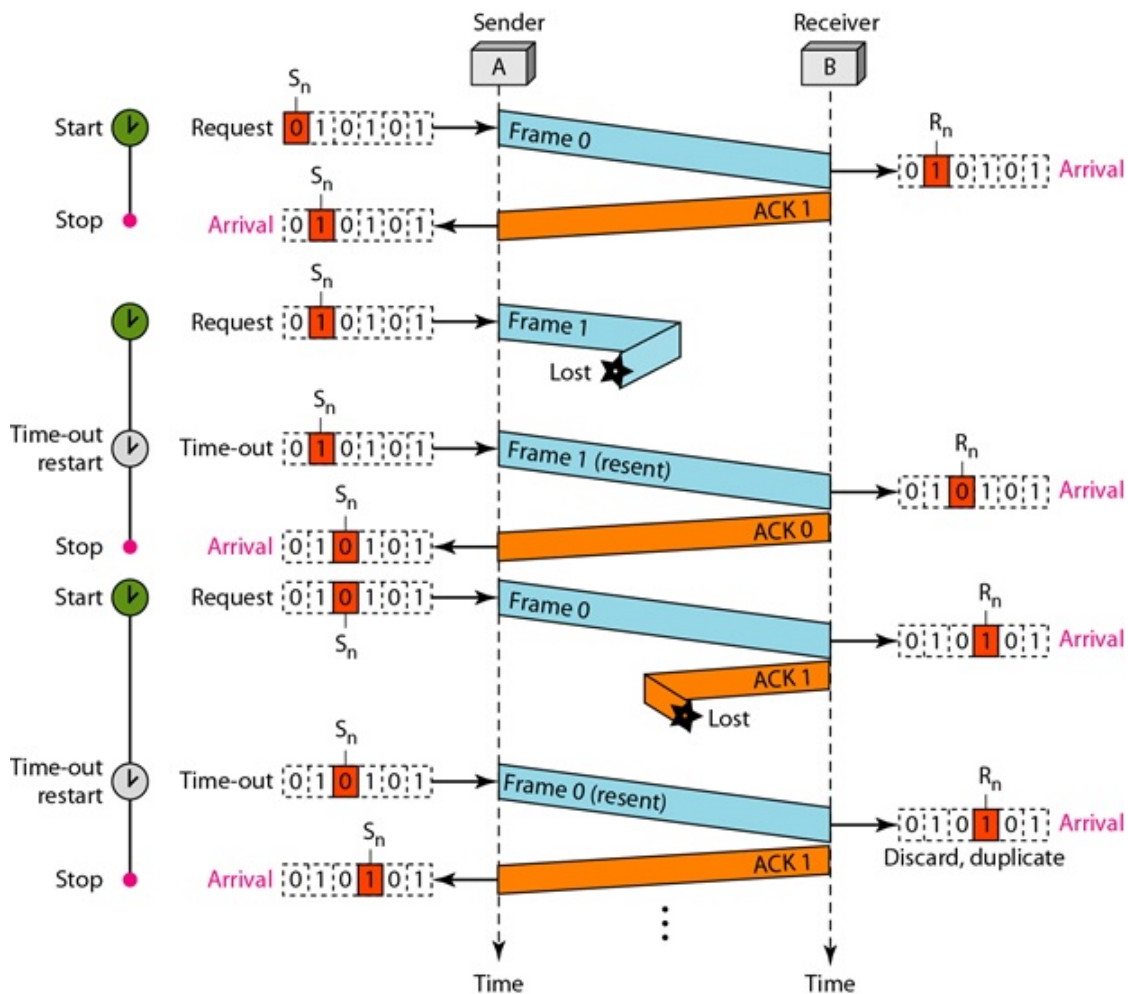 Sender Receiver
A B
Sn
Start Request 0 1 0 1 0 1 Frame 0
Rn
0 1 0 1 0 1 Arrival
Sn
Stop Arrival 0 1 0 1 0 1 ACK 1
Sn
Request 0 1 0 1 0 1 Frame 1
Lost
Sn
Time-out
restart
Time-out 0 1 0 1 0 1 Frame 1 (resent)
Rn
0 1 0 1 0 1 Arrival
Sn
Stop Arrival 0 1 0 1 0 1 ACK 0
Start Request 0 1 0 1 0 1 Frame 0
Sn
Rn
0 1 0 1 0 1 Arrival
ACK 1
Lost
Sn
Time-out
restart
Time-out 0 1 0 1 0 1 Frame 0 (resent)
Rn
0 1 0 1 0 1 Arrival
Discard, duplicate
Sn
Stop Arrival 0 1 0 1 0 1 ACK 1
Time Time